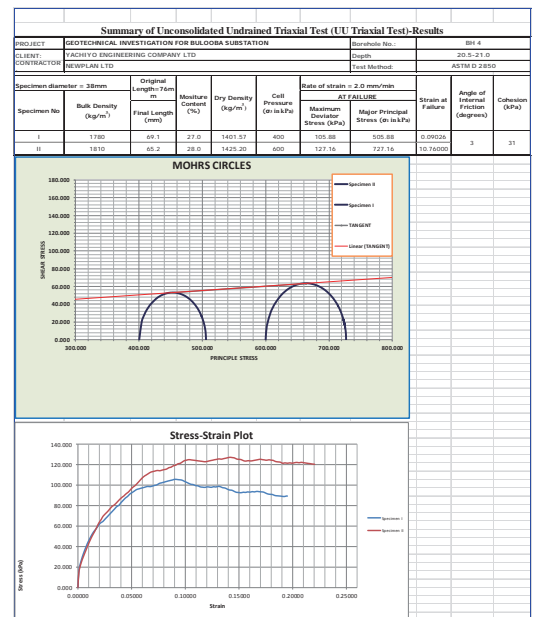 Summary of Unconsolidated Undrained Triaxial Test (UU Triaxial Test)-Results
PROJECT GEOTECHNICAL INVESTIGATION FOR BULOOBA SUBSTATION Borehole No.: BH 4
CLIENT: YACHIYO ENGINEERING COMPANY LTD Depth 20.5-21.0
CONTRACTOR NEWPLAN LTD Test Method: ASTM D 2850
Specimen diameter = 38mm Original Length=76mm Rate of strain = 2.0 mm/min
Specimen No Bulk Density (kg/m3) Final Length (mm) Mositure Content (%) Dry Density (kg/m3) Cell Pressure (σ3 is kPa) AT FAILURE Maximum Deviator Stress (kPa) Major Principal Stress (σ1 is kPa) Strain at Failure Angle of Internal Friction (degrees) Cohesion (kPa)
I 1780 69.1 27.0 1401.57 400 105.88 505.88 0.09026 3 31
II 1810 65.2 28.0 1425.20 600 127.16 727.16 10.76000
MOHRS CIRCLES
180.000
160.000
140.000
120.000
100.000
80.000
60.000
40.000
20.000
0.000
SHEAR STRESS
300.000 400.000 500.000 600.000 700.000 800.000
PRINCIPLE STRESS
Specimen II
Specimen I
TANGENT
Linear (TANGENT)
Stress-Strain Plot
140.000
120.000
100.000
80.000
60.000
40.000
20.000
0.000
Stress (kPa)
0.00000 0.05000 0.10000 0.15000 0.20000 0.25000
Strain
Specimen I
Specimen II